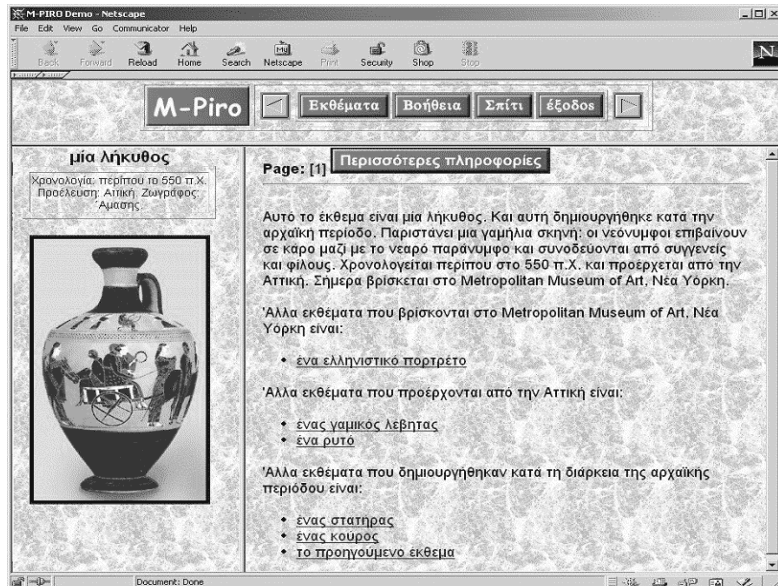 M-PIRO Demo - Netscape
File Edit View Go Communicator Help
Back Forward Reload Home Search Netscape Print Security Shop Stop
M-Piro Εκθέματα Βοήθεια Σπίτι έξοδος
μία λήκυθος
Χρονολογία: περίπου το 550 π.Χ.
Προέλευση: Αττική. Ζωγράφος:
Άμασης.
Page: [1] Περισσότερες πληροφορίες
Αυτό το έκθεμα είναι μία λήκυθος. Και αυτή δημιουργήθηκε κατά την
αρχαϊκή περίοδο. Παριστάνει μια γαμήλια σκηνή: οι νεόνυμφοι επιβαίνουν
σε κάρο μαζί με το νεαρό παράνυμφο και συνοδεύονται από συγγενείς
και φίλους. Χρονολογείται περίπου στο 550 π.Χ. και προέρχεται από την
Αττική. Σήμερα βρίσκεται στο Metropolitan Museum of Art, Νέα Υόρκη.
'Αλλα εκθέματα που βρίσκονται στο Metropolitan Museum of Art, Νέα
Υόρκη είναι:
• ένα ελληνιστικό πορτρέτο
'Αλλα εκθέματα που προέρχονται από την Αττική είναι:
• ένας γαμικός λέβητας
• ένα ρυτό
'Αλλα εκθέματα που δημιουργήθηκαν κατά τη διάρκεια της αρχαϊκής
περιόδου είναι:
• ένας στατήρας
• ένας κούρος
• το προηγούμενο έκθεμα
Document: Done